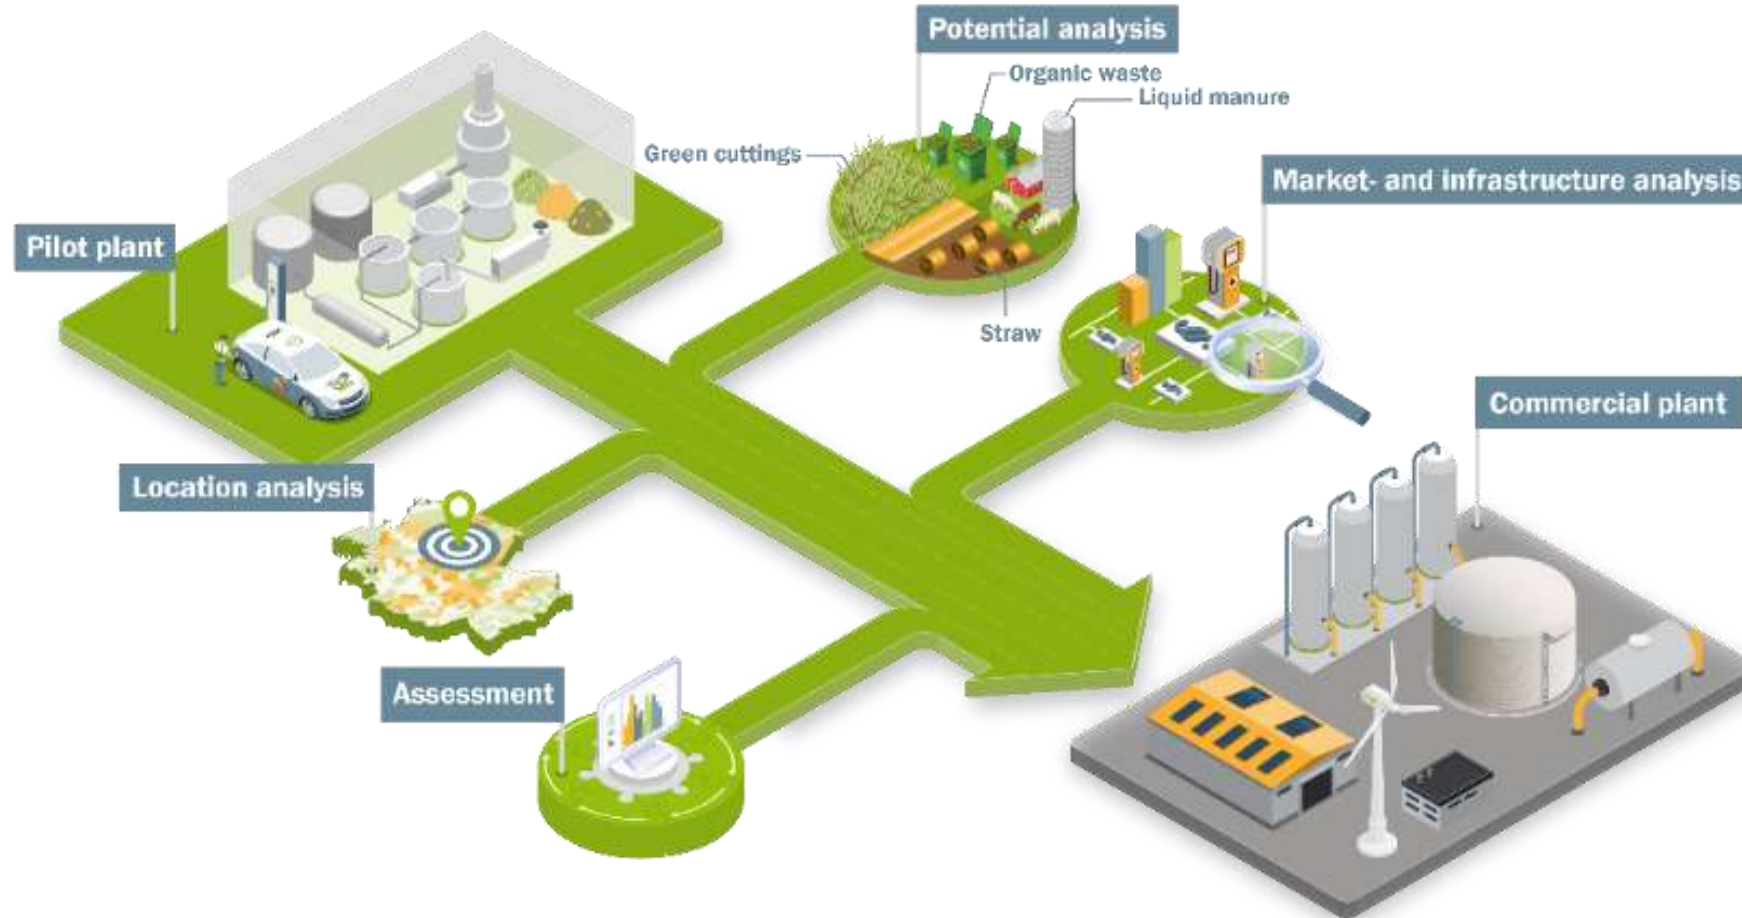 Potential analysis
Organic waste
Liquid manure
Green cuttings
Market- and infrastructure analysis
Pilot plant
Straw
Commercial plant
Location analysis
Assessment